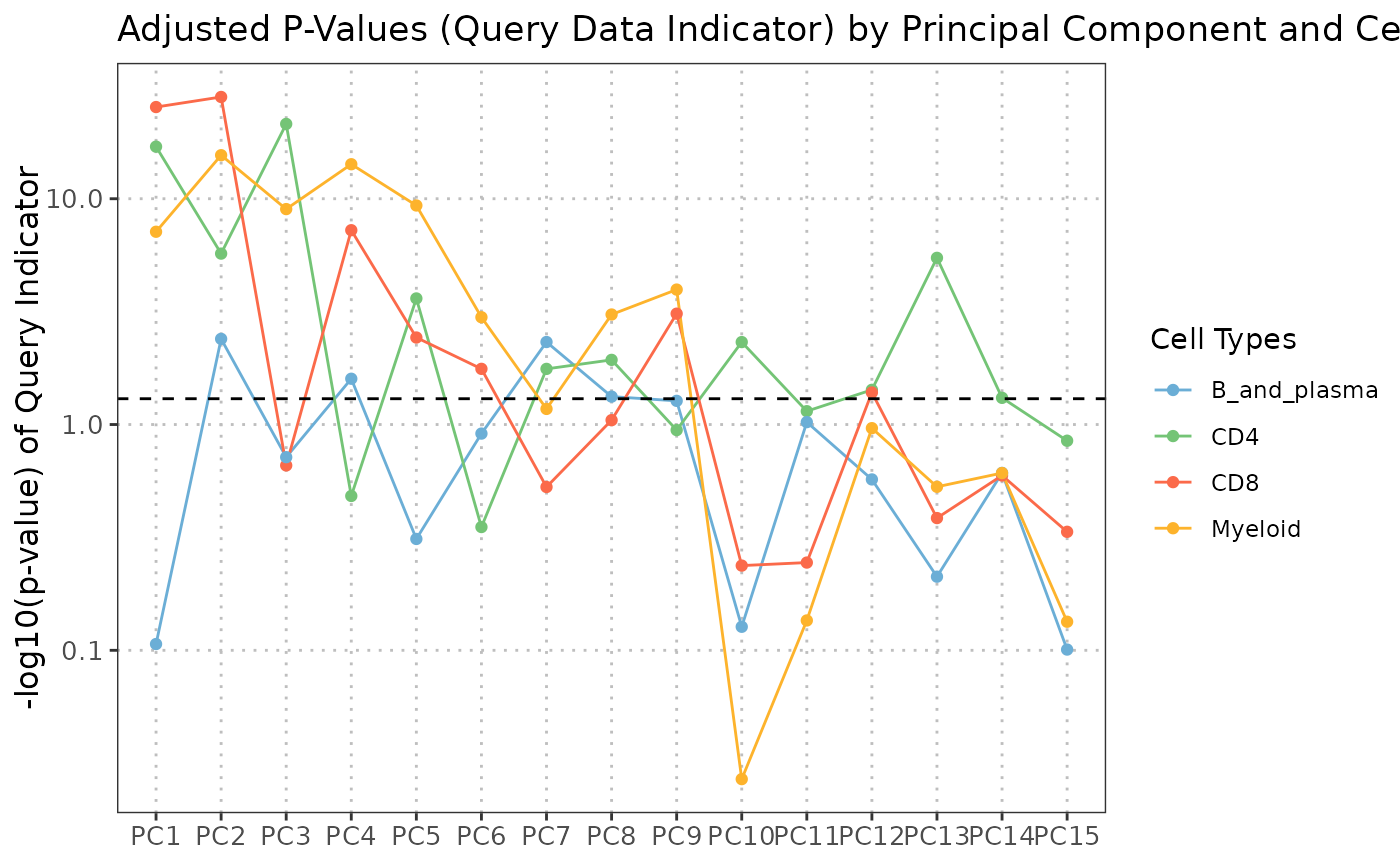 Adjusted P-Values (Query Data Indicator) by Principal Component and Ce
-log10(p-value) of Query Indicator
10.0
1.0
0.1
PC1 PC2 PC3 PC4 PC5 PC6 PC7 PC8 PC9 PC10 PC11 PC12 PC13 PC14 PC15
Cell Types
B_and_plasma
CD4
CD8
Myeloid